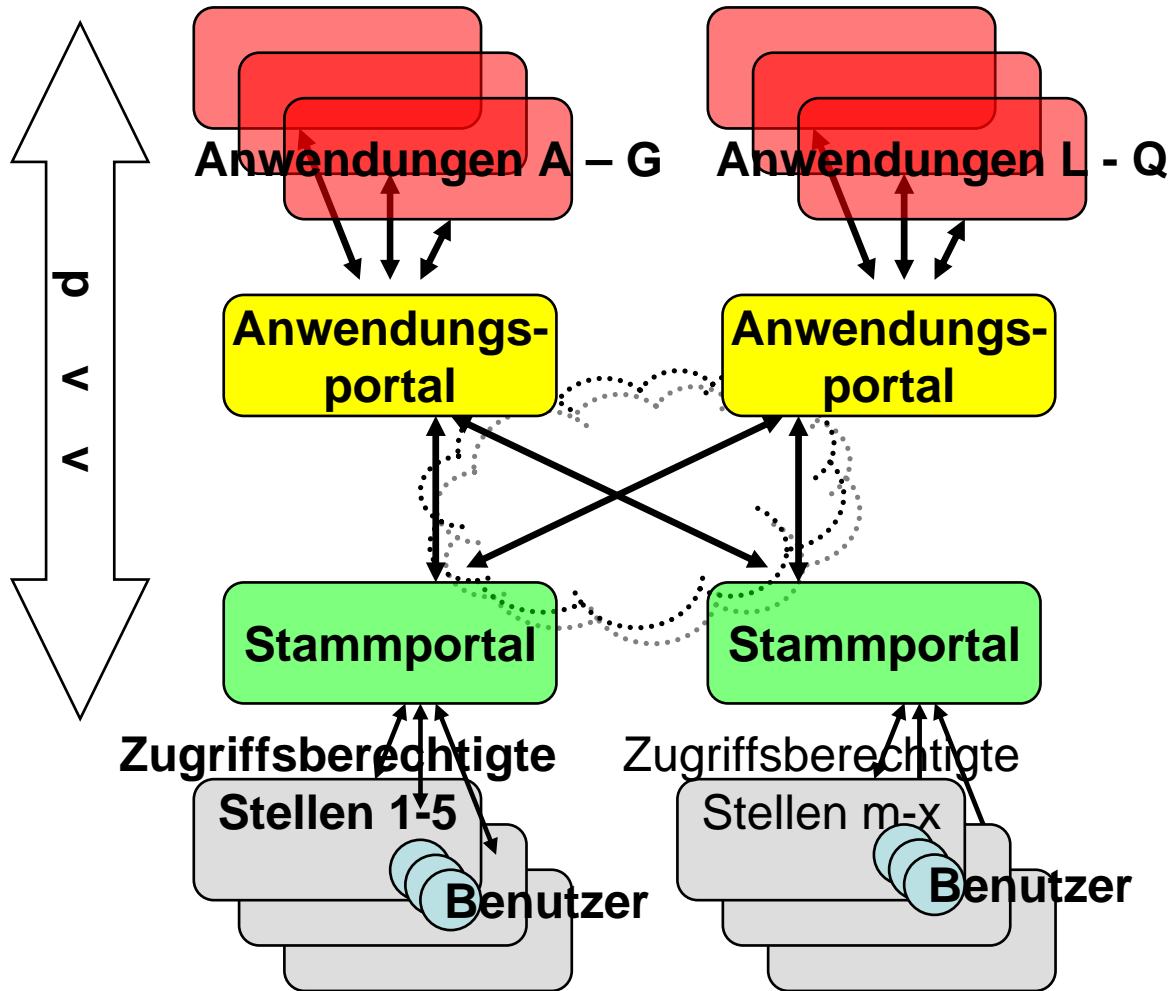 Anwendungen A – G
Anwendungen L - Q
p v v
Anwendungs-
portal
Anwendungs-
portal
Stammportal
Stammportal
Zugriffsberechtigte
Stellen 1-5
Benutzer
Zugriffsberechtigte
Stellen m-x
Benutzer